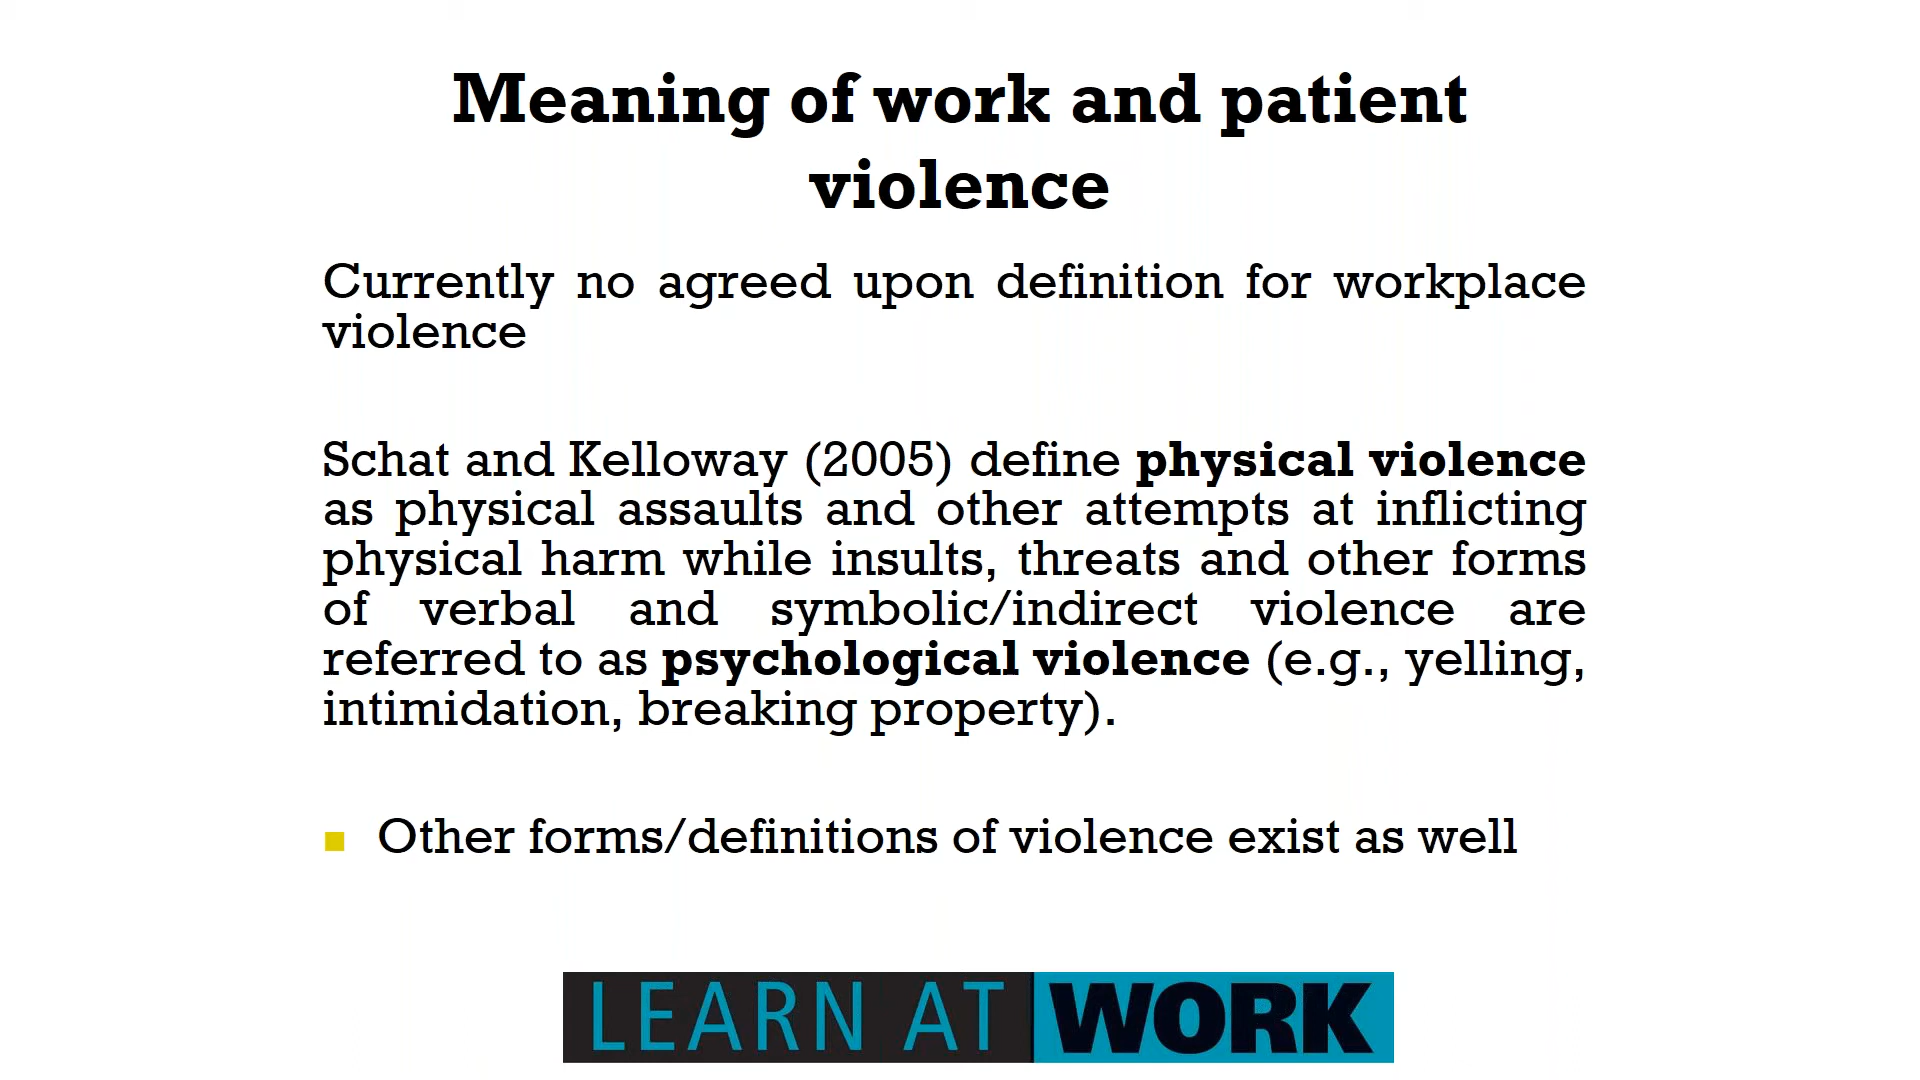 Meaning of work and patient
violence
Currently no agreed upon definition for workplace
violence
Schat and Kelloway (2005) define physical violence
as physical assaults and other attempts at inflicting
physical harm while insults, threats and other forms
of verbal and symbolic/indirect violence are
referred to as psychological violence (e.g., yelling,
intimidation, breaking property).
Other forms/definitions of violence exist as well
LEARN AT WORK